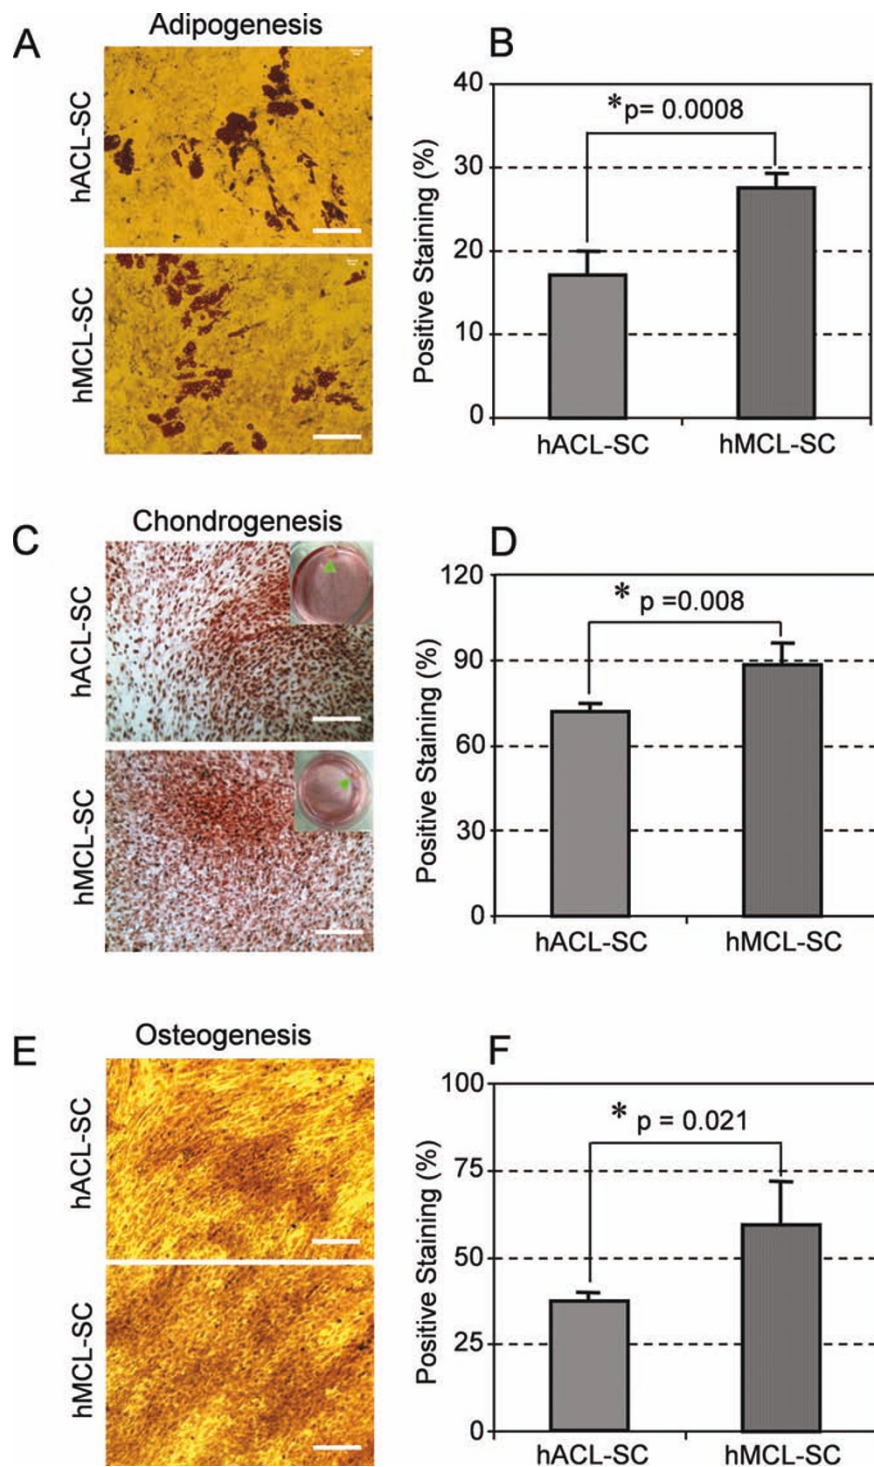 A
Adipogenesis
hACL-SC
hMCL-SC
B
Positive Staining (%)
40
30
20
10
0
*p= 0.0008
hACL-SC
hMCL-SC
C
Chondrogenesis
hACL-SC
hMCL-SC
D
Positive Staining (%)
120
90
60
30
0
* p =0.008
hACL-SC
hMCL-SC
E
Osteogenesis
hACL-SC
hMCL-SC
F
Positive Staining (%)
100
75
50
25
0
* p = 0.021
hACL-SC
hMCL-SC